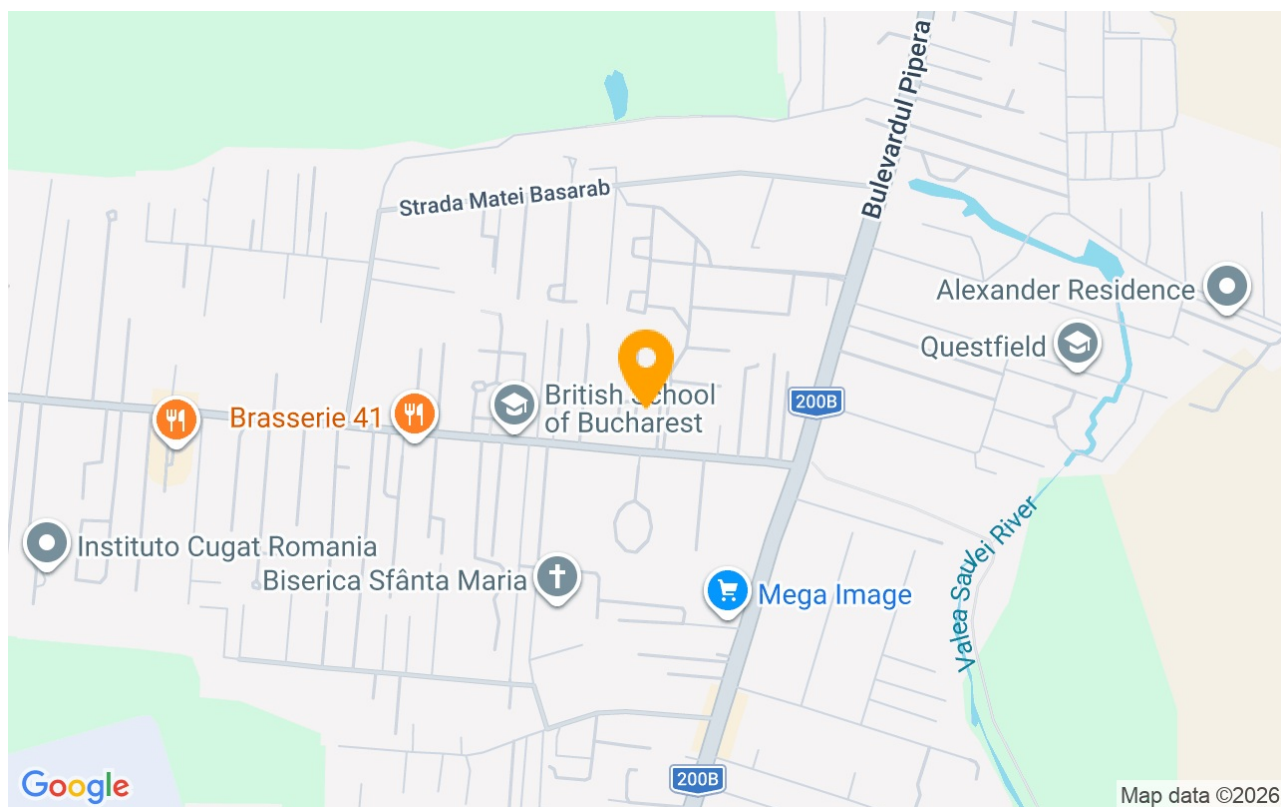 Bulevardul Pipera
Strada Matei Basarab
Alexander Residence
Questfield
British School
of Bucharest
200B
Brasserie 41
Valea Saulei River
Instituto Cugat Romania
Biserica Sfânta Maria
Mega Image
200B
Google
Map data ©2026